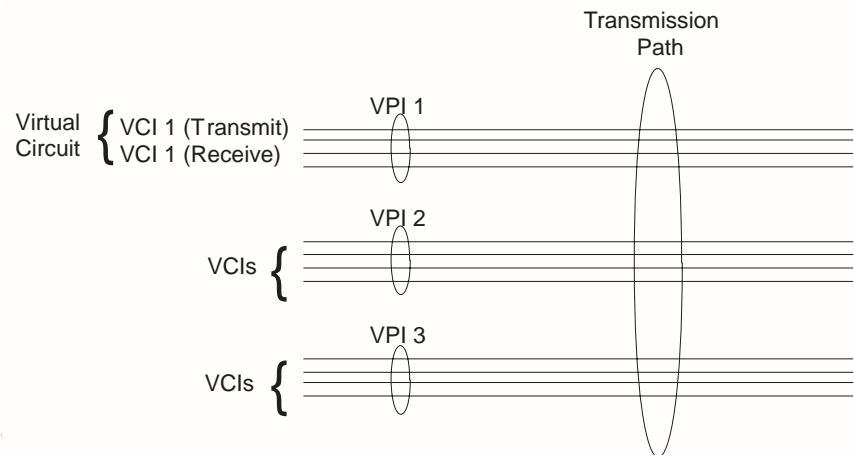 Transmission
Path
VPI 1
Virtual
Circuit
{ VCI 1 (Transmit)
VCI 1 (Receive)
VPI 2
VCIs {
VPI 3
VCIs {